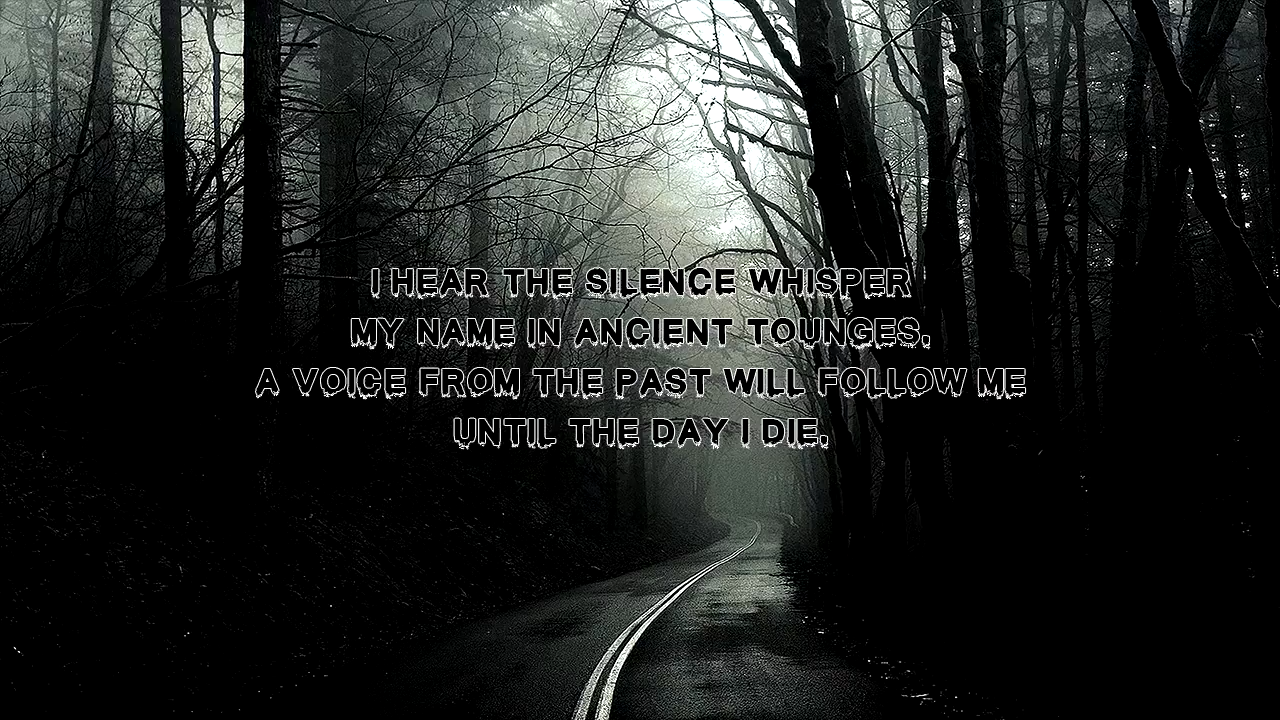 I HEAR THE SILENCE WHISPER
MY NAME IN ANCIENT TOUNGES.
A VOICE FROM THE PAST WILL FOLLOW ME
UNTIL THE DAY I DIE.